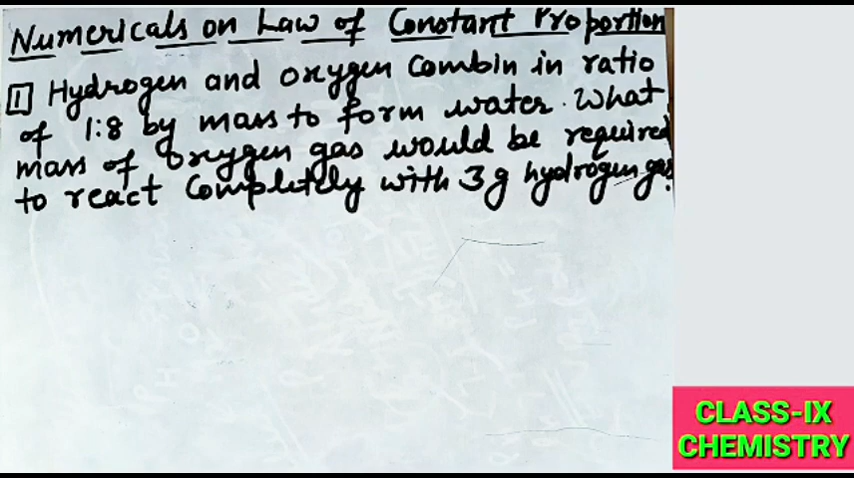 Numericals on Law of Constant Proportion
1 Hydrogen and oxygen Combin in ratio
of 1:8 by mass to form water. What
mass of oxygen gas would be required
to react Completely with 3g hydrogen gas?
CLASS-IX
CHEMISTRY